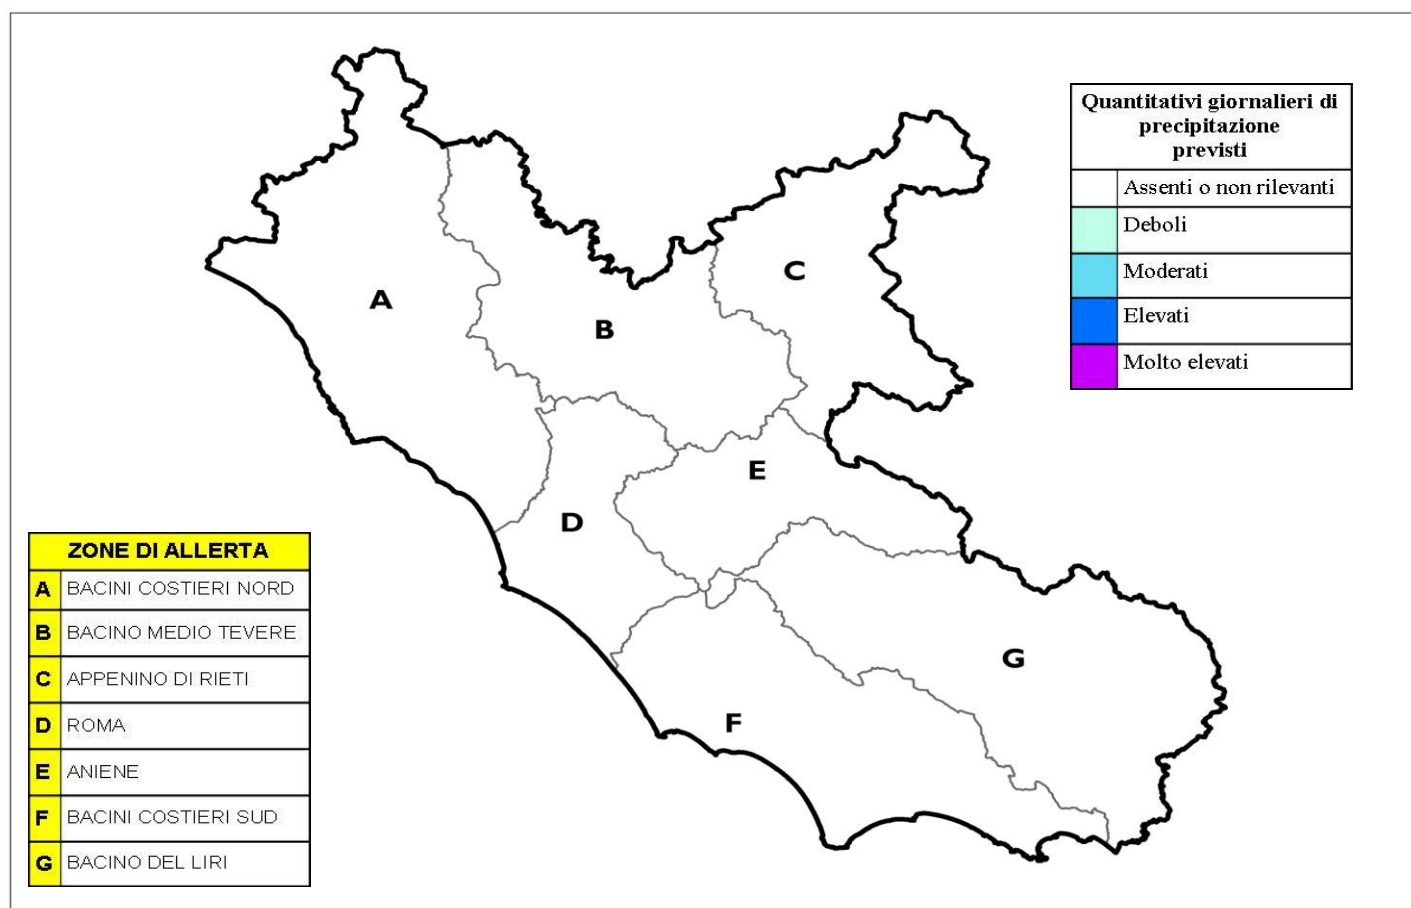 Quantitativi giornalieri di
precipitazione
previsti
Assenti o non rilevanti
Deboli
Moderati
Elevati
Molto elevati
A
B
C
D
E
F
G
ZONE DI ALLERTA
A BACINI COSTIERI NORD
B BACINO MEDIO TEVERE
C APPENINO DI RIETI
D ROMA
E ANIENE
F BACINI COSTIERI SUD
G BACINO DEL LIRI